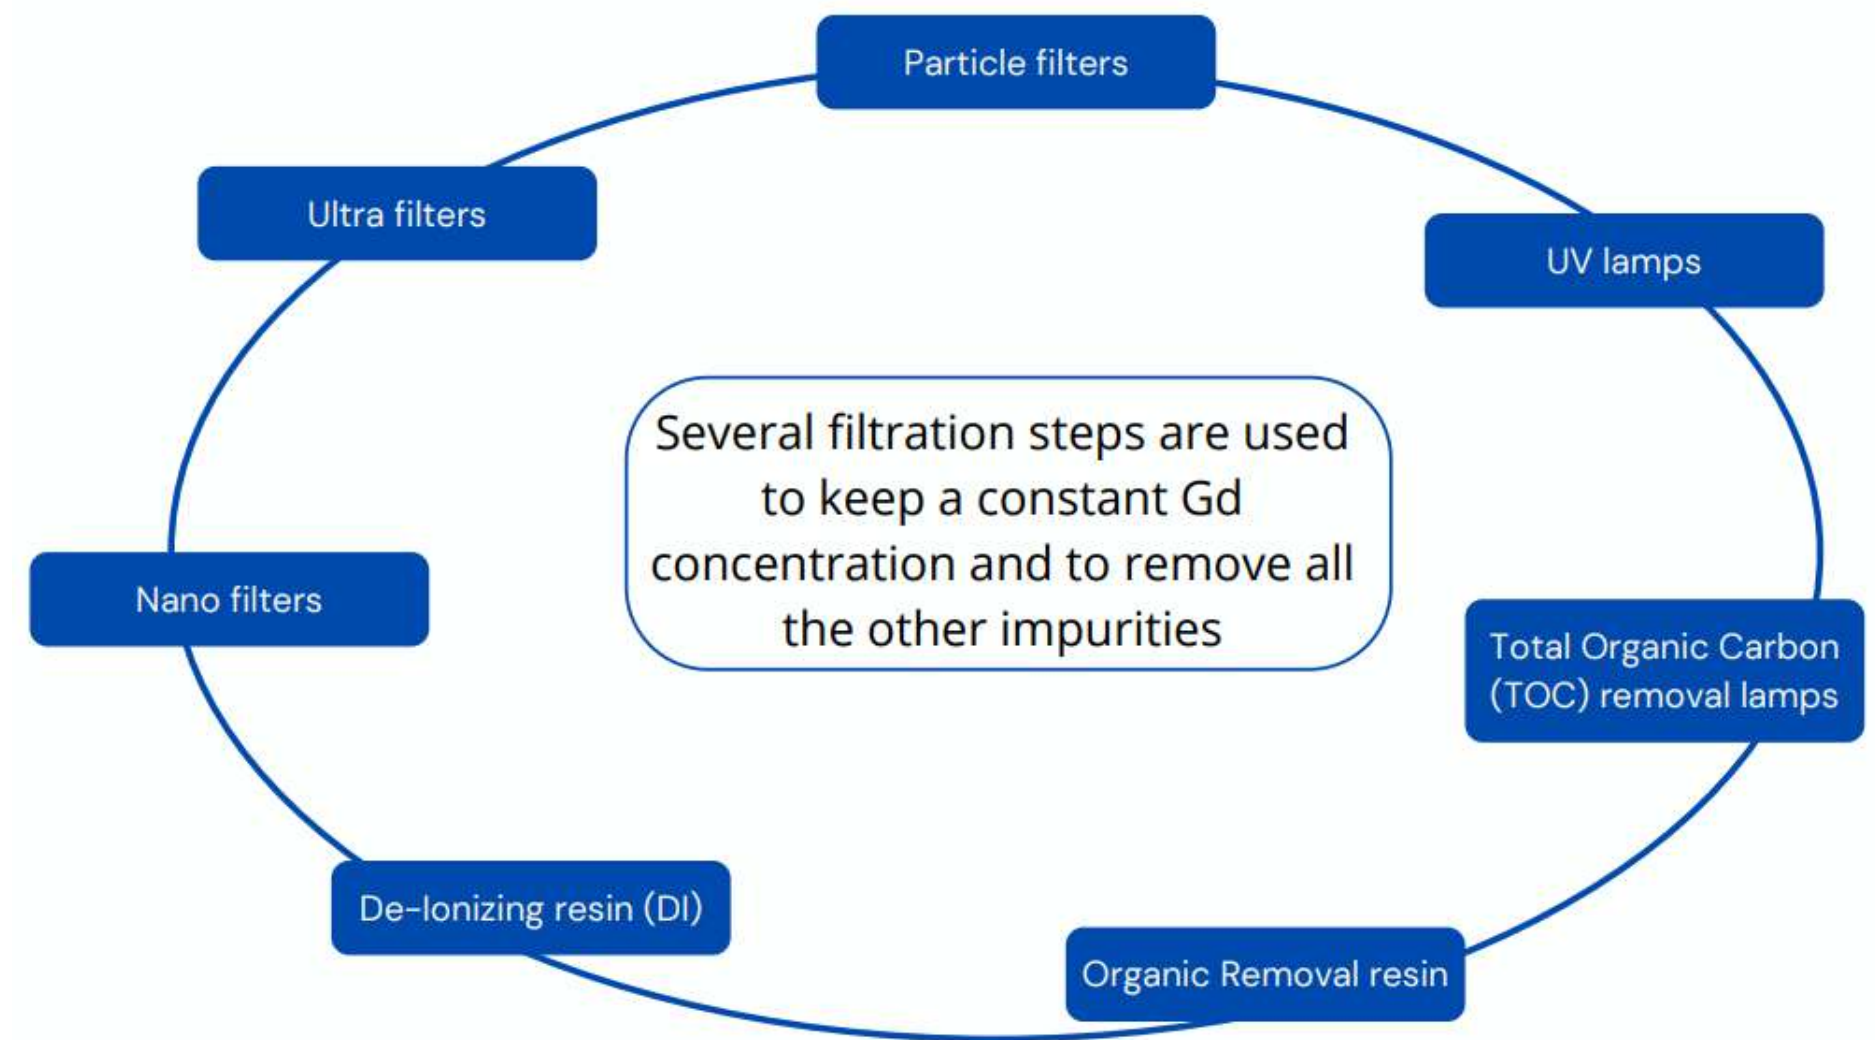 Particle filters
Ultra filters
UV lamps
Several filtration steps are used
to keep a constant Gd
concentration and to remove all
the other impurities
Nano filters
Total Organic Carbon
(TOC) removal lamps
De-Ionizing resin (DI)
Organic Removal resin